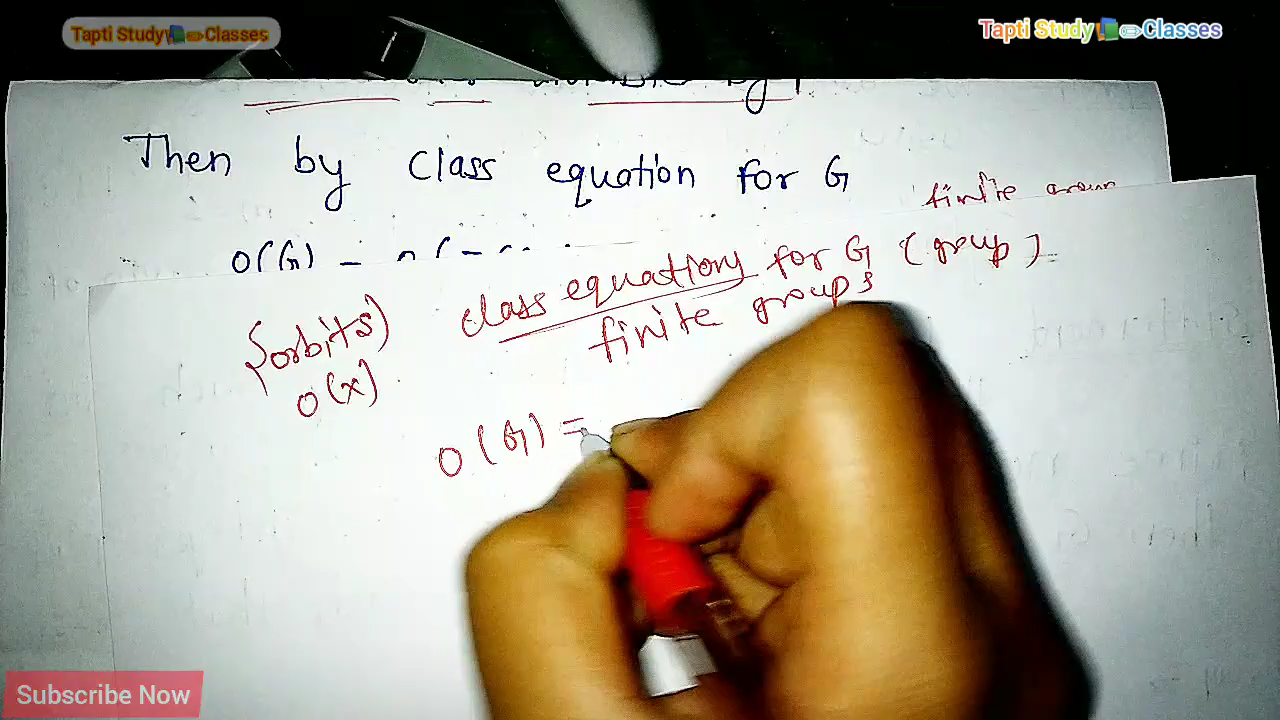 Tapti Study Classes
Tapti Study Classes
Then by Class equation for G
finite group
O(G) =
class equations for G (group)
finite groups
{orbits}
O(x)
O(G) =
Subscribe Now